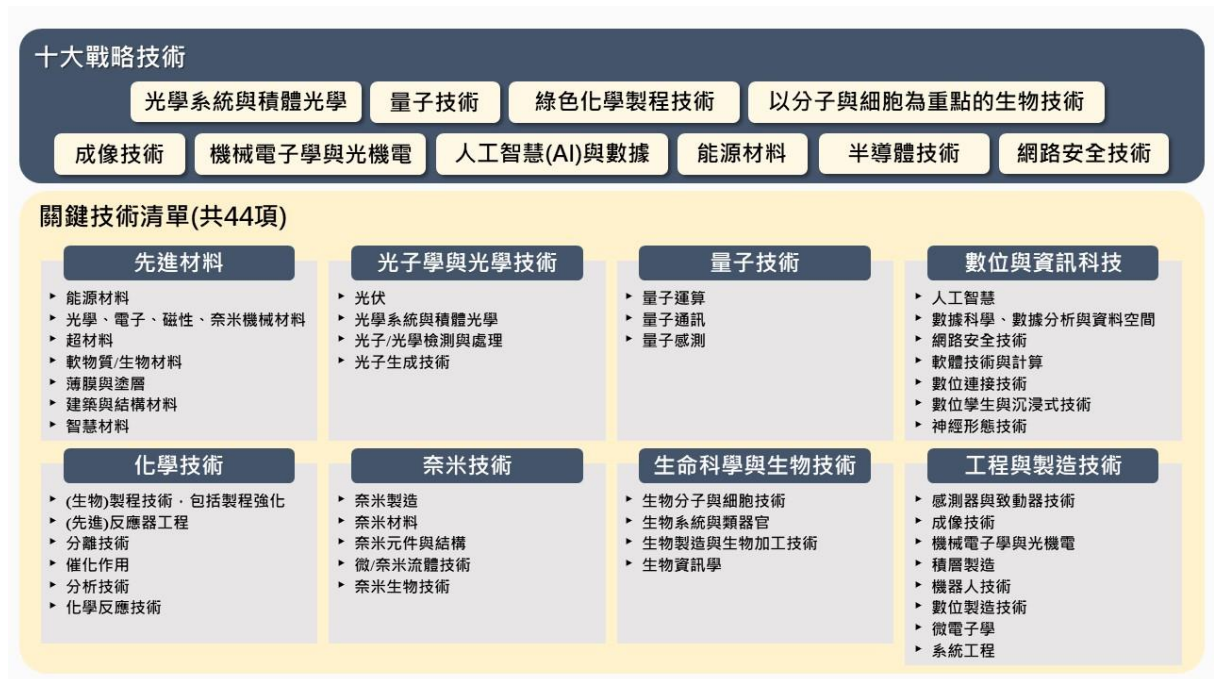 十大戰略技術
光學系統與積體光學
量子技術
綠色化學製程技術
以分子與細胞為重點的生物技術
成像技術
機械電子學與光機電
人工智慧(AI)與數據
能源材料
半導體技術
網路安全技術
關鍵技術清單(共44項)
先進材料
能源材料
光學、電子、磁性、奈米機械材料
超材料
軟物質/生物材料
薄膜與塗層
建築與結構材料
智慧材料
光子學與光學技術
光伏
光學系統與積體光學
光子/光學檢測與處理
光子生成技術
量子技術
量子運算
量子通訊
量子感測
數位與資訊科技
人工智慧
數據科學、數據分析與資料空間
網路安全技術
軟體技術與計算
數位連接技術
數位孿生與沉浸式技術
神經形態技術
化學技術
(生物)製程技術，包括製程強化
(先進)反應器工程
分離技術
催化作用
分析技術
化學反應技術
奈米技術
奈米製造
奈米材料
奈米元件與結構
微/奈米流體技術
奈米生物技術
生命科學與生物技術
生物分子與細胞技術
生物系統與類器官
生物製造與生物加工技術
生物資訊學
工程與製造技術
感測器與致動器技術
成像技術
機械電子學與光機電
積層製造
機器人技術
數位製造技術
微電子學
系統工程